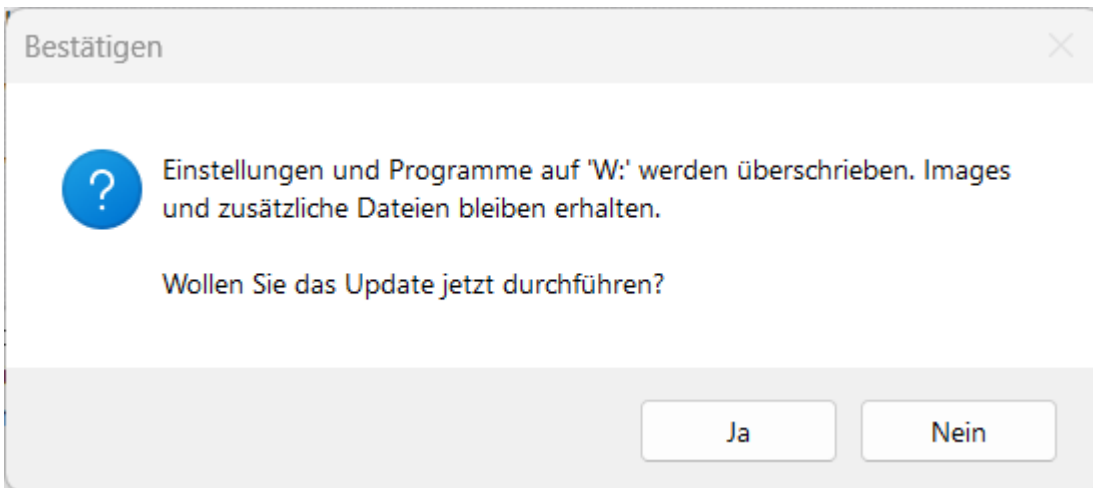 Bestätigen
Einstellungen und Programme auf 'W:' werden überschrieben. Images
und zusätzliche Dateien bleiben erhalten.
Wollen Sie das Update jetzt durchführen?
Ja
Nein